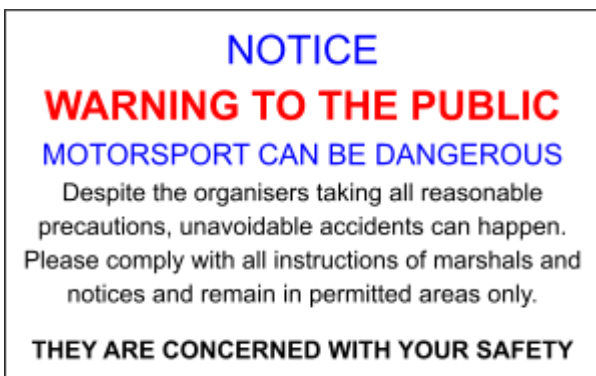 NOTICE
WARNING TO THE PUBLIC
MOTORSPORT CAN BE DANGEROUS
Despite the organisers taking all reasonable
precautions, unavoidable accidents can happen.
Please comply with all instructions of marshals and
notices and remain in permitted areas only.
THEY ARE CONCERNED WITH YOUR SAFETY